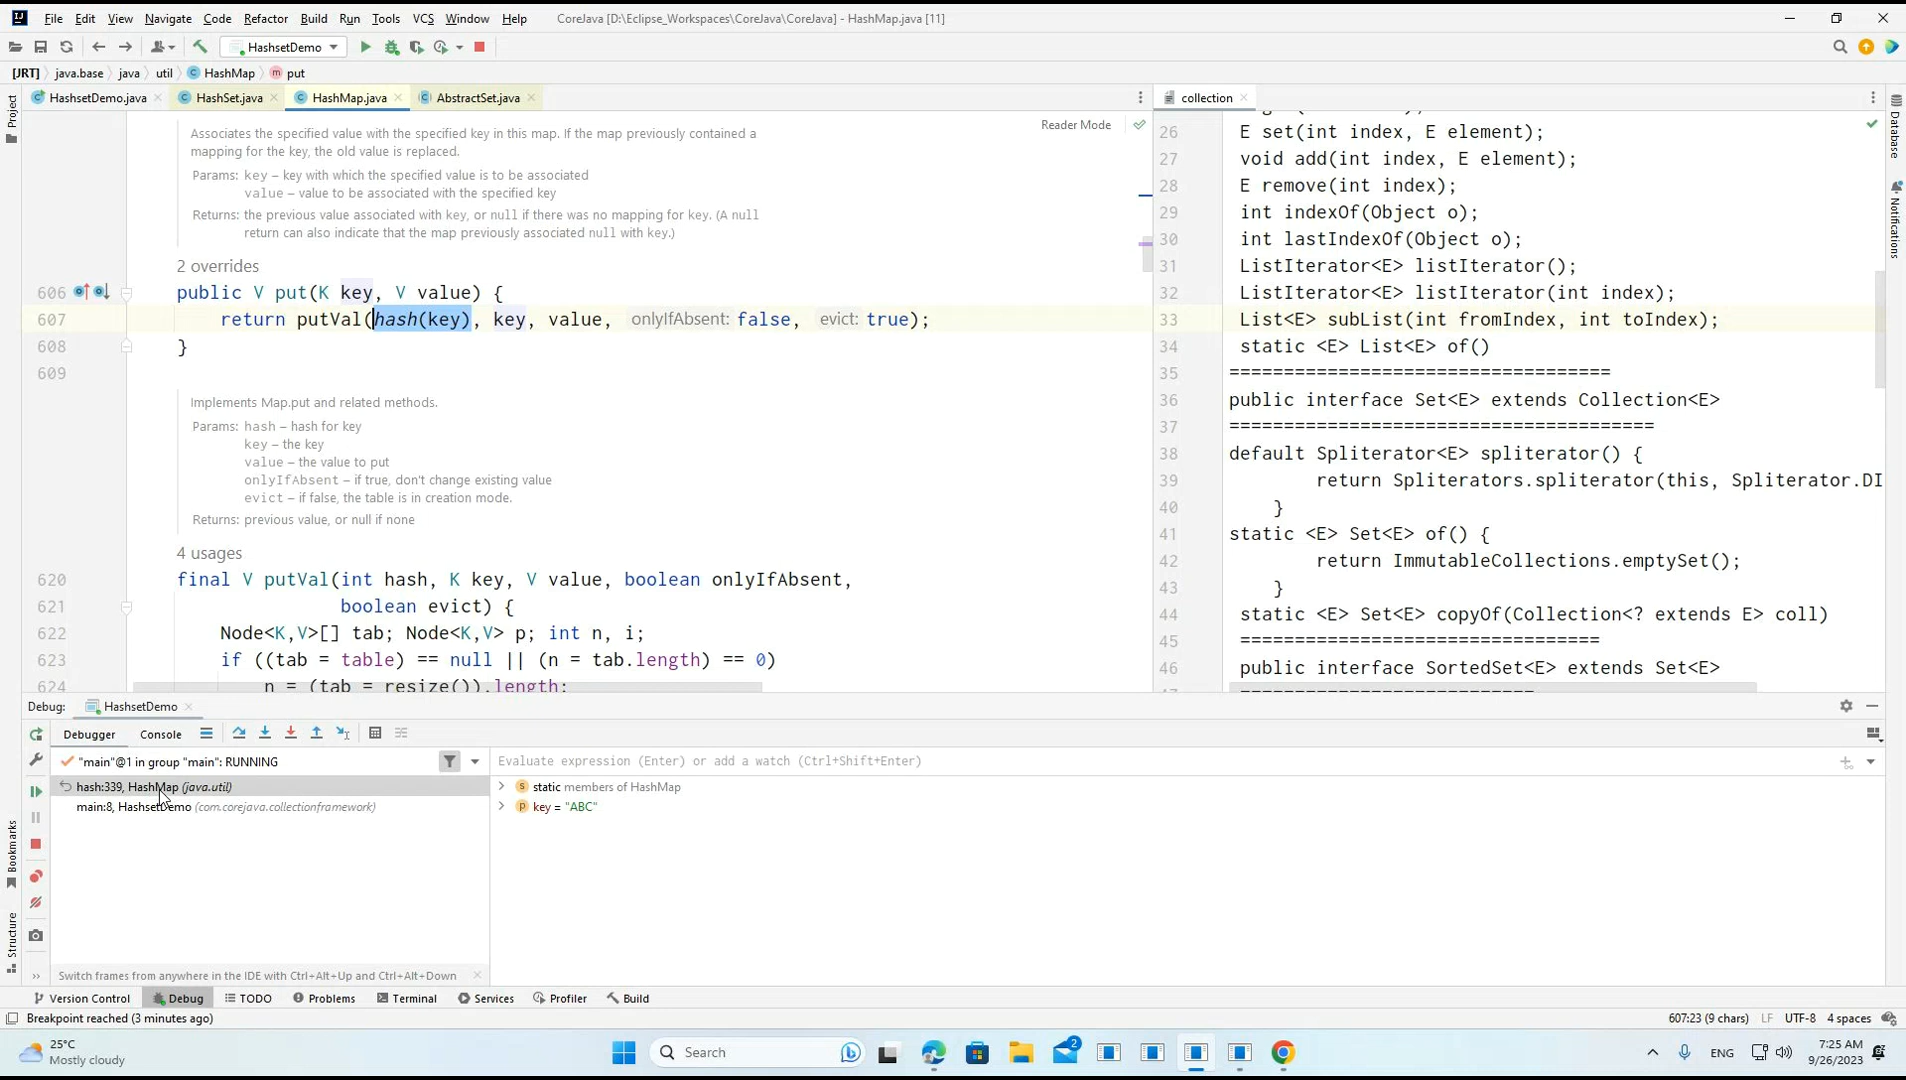 File Edit View Navigate Code Refactor Build Run Tools VCS Window Help CoreJava [D:\Eclipse_Workspaces\CoreJava\CoreJava] - HashMap.java [11]
HashsetDemo
[JRT] java.base java util HashMap put
HashsetDemo.java HashSet.java HashMap.java AbstractSet.java
Project
Reader Mode
Associates the specified value with the specified key in this map. If the map previously contained a
mapping for the key, the old value is replaced.
Params: key – key with which the specified value is to be associated
value – value to be associated with the specified key
Returns: the previous value associated with key, or null if there was no mapping for key. (A null
return can also indicate that the map previously associated null with key.)
2 overrides
606 public V put(K key, V value) {
607 return putVal(hash(key), key, value, onlyIfAbsent: false, evict: true);
608 }
609
Implements Map.put and related methods.
Params: hash – hash for key
key – the key
value – the value to put
onlyIfAbsent – if true, don't change existing value
evict – if false, the table is in creation mode.
Returns: previous value, or null if none
4 usages
620 final V putVal(int hash, K key, V value, boolean onlyIfAbsent,
621 boolean evict) {
622 Node<K,V>[] tab; Node<K,V> p; int n, i;
623 if ((tab = table) == null || (n = tab.length) == 0)
624 n = (tab = resize()).length;
collection
26 E set(int index, E element);
27 void add(int index, E element);
28 E remove(int index);
29 int indexOf(Object o);
30 int lastIndexOf(Object o);
31 ListIterator<E> listIterator();
32 ListIterator<E> listIterator(int index);
33 List<E> subList(int fromIndex, int toIndex);
34 static <E> List<E> of()
35 ===================================
36 public interface Set<E> extends Collection<E>
37 =======================================
38 default Spliterator<E> spliterator() {
39 return Spliterators.spliterator(this, Spliterator.DI
40 }
41 static <E> Set<E> of() {
42 return ImmutableCollections.emptySet();
43 }
44 static <E> Set<E> copyOf(Collection<? extends E> coll)
45 =================================
46 public interface SortedSet<E> extends Set<E>
Database
Notifications
Debug: HashsetDemo
Debugger Console
"main"@1 in group "main": RUNNING
hash:339, HashMap (java.util)
main:8, HashsetDemo (com.corejava.collectionframework)
Switch frames from anywhere in the IDE with Ctrl+Alt+Up and Ctrl+Alt+Down
Evaluate expression (Enter) or add a watch (Ctrl+Shift+Enter)
static members of HashMap
key = "ABC"
Bookmarks
Structure
Version Control Debug TODO Problems Terminal Services Profiler Build
Breakpoint reached (3 minutes ago) 607:23 (9 chars) LF UTF-8 4 spaces
25°C
Mostly cloudy
Search
2
ENG
7:25 AM
9/26/2023